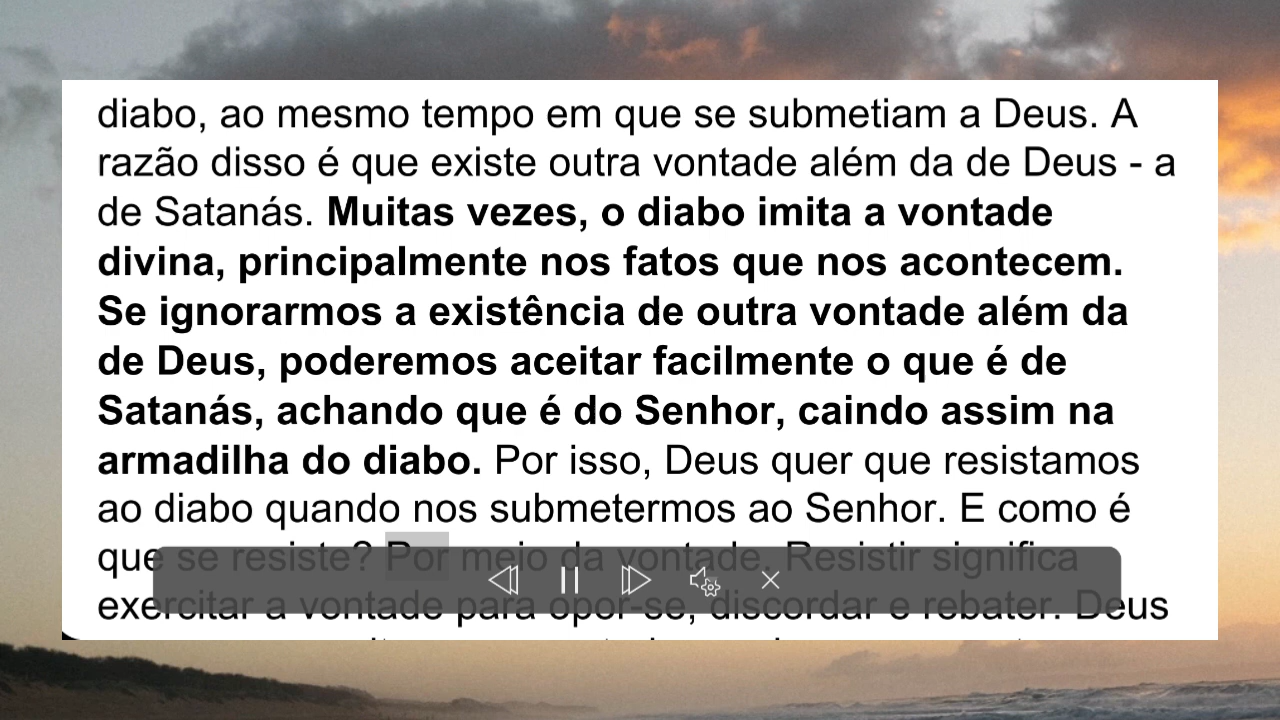 diabo, ao mesmo tempo em que se submetiam a Deus. A
razão disso é que existe outra vontade além da de Deus - a
de Satanás. Muitas vezes, o diabo imita a vontade
divina, principalmente nos fatos que nos acontecem.
Se ignorarmos a existência de outra vontade além da
de Deus, poderemos aceitar facilmente o que é de
Satanás, achando que é do Senhor, caindo assim na
armadilha do diabo. Por isso, Deus quer que resistamos
ao diabo quando nos submetermos ao Senhor. E como é
que se resiste? Por meio da vontade. Resistir significa
exercitar a vontade para opor-se, discordar e rebater. Deus